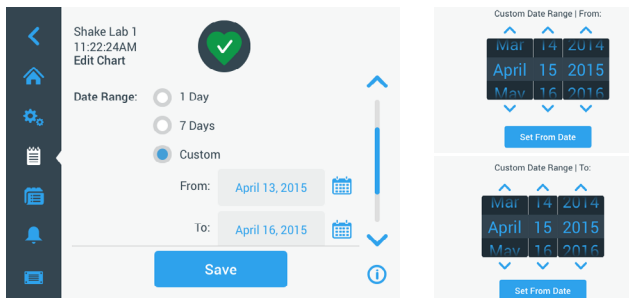 Shake Lab 1
11:22:24AM
Edit Chart
Date Range:
1 Day
7 Days
Custom
From: April 13, 2015
To: April 16, 2015
Save
Custom Date Range | From:
Mar 14 2014
April 15 2015
May 16 2016
Set From Date
Custom Date Range | To:
Mar 14 2014
April 15 2015
May 16 2016
Set From Date